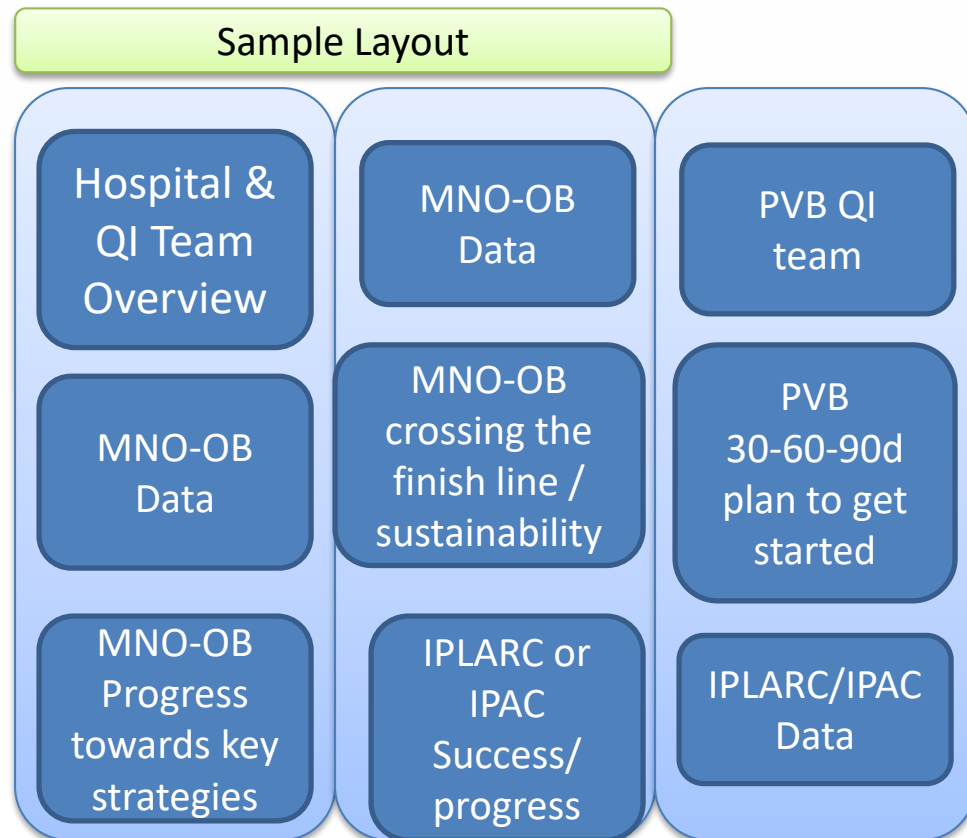 Sample Layout
Hospital &
QI Team
Overview
MNO-OB
Data
MNO-OB
Progress
towards key
strategies
MNO-OB
Data
MNO-OB
crossing the
finish line /
sustainability
IPLARC or
IPAC
Success/
progress
PVB QI
team
PVB
30-60-90d
plan to get
started
IPLARC/IPAC
Data